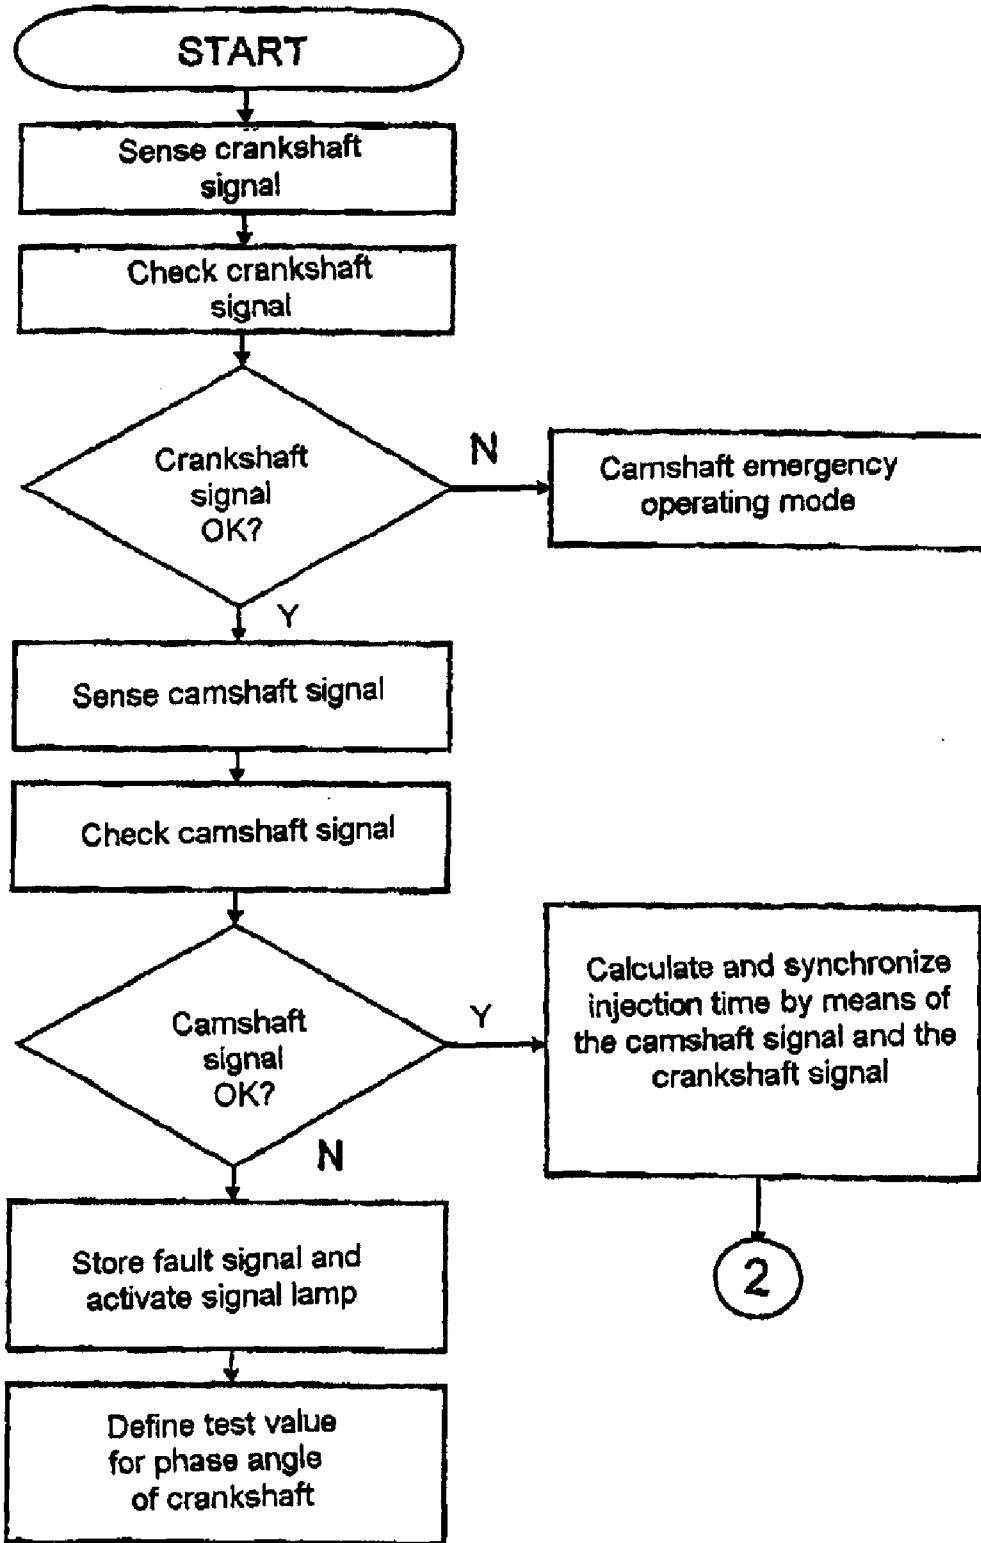 START
Sense crankshaft
signal
Check crankshaft
signal
Crankshaft
signal
OK?
N
Camshaft emergency
operating mode
Y
Sense camshaft signal
Check camshaft signal
Camshaft
signal
OK?
Y
Calculate and synchronize
injection time by means of
the camshaft signal and the
crankshaft signal
N
2
Store fault signal and
activate signal lamp
Define test value
for phase angle
of crankshaft